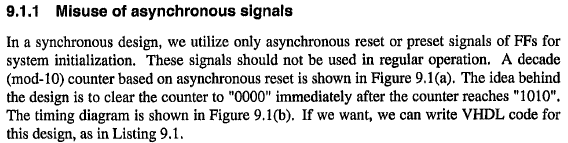 9.1.1 Misuse of asynchronous signals
In a synchronous design, we utilize only asynchronous reset or preset signals of FFs for
system initialization. These signals should not be used in regular operation. A decade
(mod-10) counter based on asynchronous reset is shown in Figure 9.1(a). The idea behind
the design is to clear the counter to "0000" immediately after the counter reaches "1010".
The timing diagram is shown in Figure 9.1(b). If we want, we can write VHDL code for
this design, as in Listing 9.1.